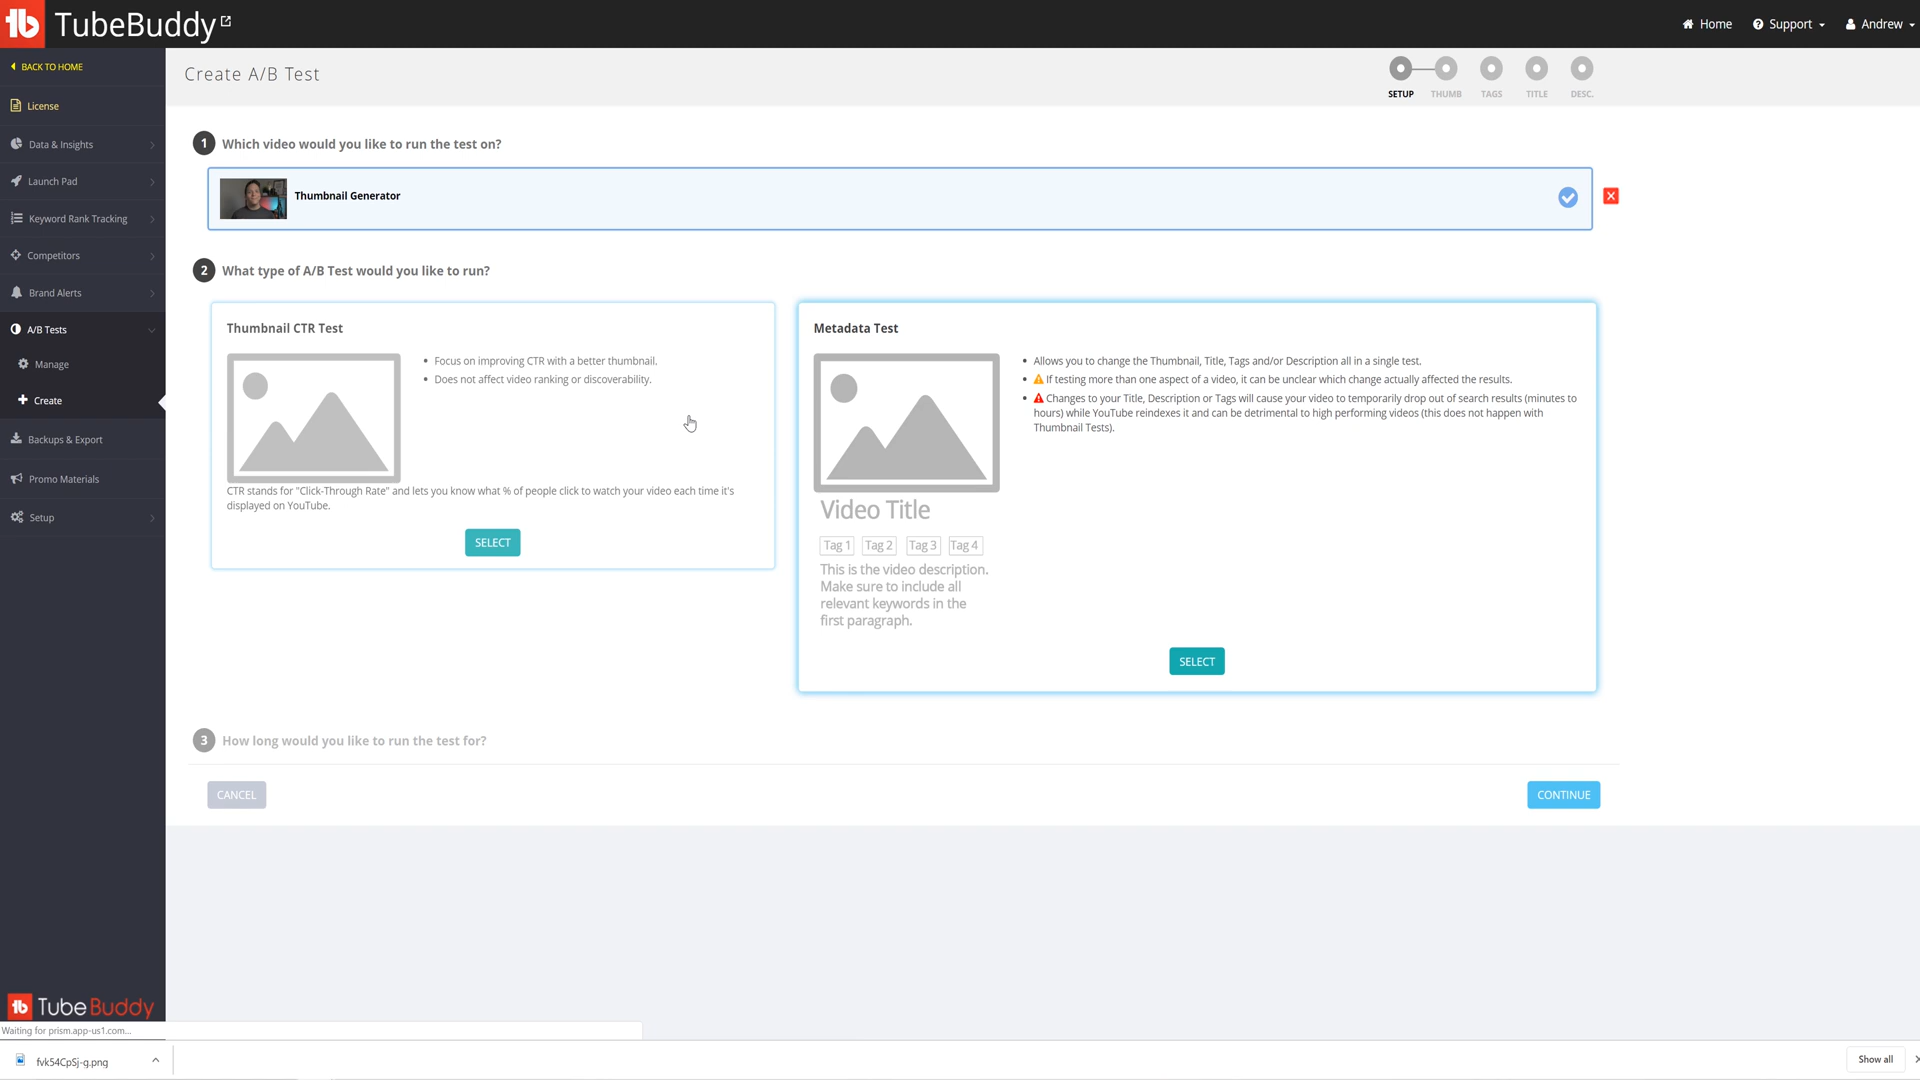 TubeBuddy
Home
Support
Andrew
BACK TO HOME
License
Data & Insights
Launch Pad
Keyword Rank Tracking
Competitors
Brand Alerts
A/B Tests
Manage
Create
Backups & Export
Promo Materials
Setup
TubeBuddy
Create A/B Test
SETUP
THUMB
TAGS
TITLE
DESC.
1
Which video would you like to run the test on?
Thumbnail Generator
2
What type of A/B Test would you like to run?
Thumbnail CTR Test
Focus on improving CTR with a better thumbnail.
Does not affect video ranking or discoverability.
CTR stands for "Click-Through Rate" and lets you know what % of people click to watch your video each time it's
displayed on YouTube.
SELECT
Metadata Test
Allows you to change the Thumbnail, Title, Tags and/or Description all in a single test.
If testing more than one aspect of a video, it can be unclear which change actually affected the results.
Changes to your Title, Description or Tags will cause your video to temporarily drop out of search results (minutes to
hours) while YouTube reindexes it and can be detrimental to high performing videos (this does not happen with
Thumbnail Tests).
Video Title
Tag 1
Tag 2
Tag 3
Tag 4
This is the video description.
Make sure to include all
relevant keywords in the
first paragraph.
SELECT
3
How long would you like to run the test for?
CANCEL
CONTINUE
Waiting for prism.app-us1.com...
fvk54CpSj-g.png
Show all